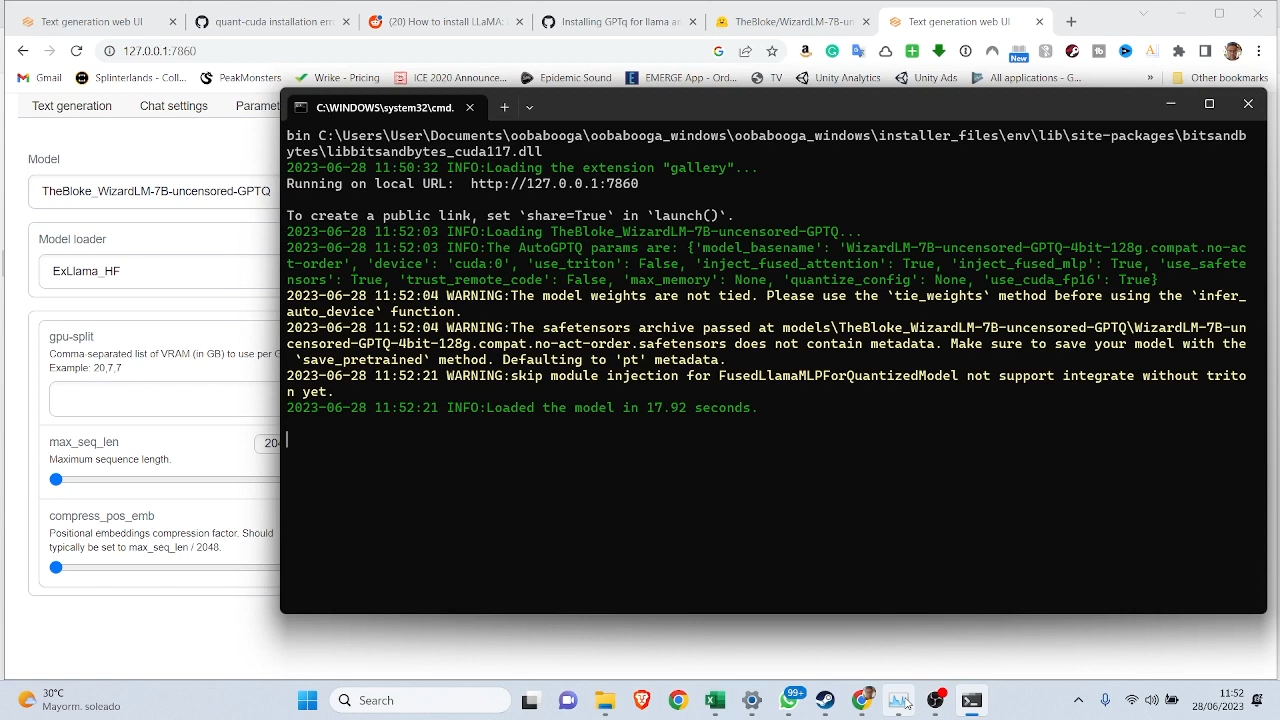 Text generation web UI
quant-cuda installation err
(20) How to install LLaMA:
Installing GPTq for llama an
TheBloke/WizardLM-7B-un
Text generation web UI
127.0.0.1:7860
New
Gmail
Splinterlands - Coll...
PeakMonsters
Vake - Pricing
ICE 2020 Announce...
Epidemic Sound
EMERGE App - Ord...
TV
Unity Analytics
Unity Ads
All applications - G...
»
Other bookmarks
Text generation
Chat settings
Paramet
Model
TheBloke_WizardLM-7B-uncensored-GPTQ
Model loader
ExLlama_HF
gpu-split
Comma-separated list of VRAM (in GB) to use per G
Example: 20,7,7
max_seq_len
204
Maximum sequence length.
compress_pos_emb
Positional embeddings compression factor. Should
typically be set to max_seq_len / 2048.
C:\WINDOWS\system32\cmd.
bin C:\Users\User\Documents\oobabooga\oobabooga_windows\oobabooga_windows\installer_files\env\lib\site-packages\bitsandb
ytes\libbitsandbytes_cuda117.dll
2023-06-28 11:50:32 INFO:Loading the extension "gallery"...
Running on local URL:  http://127.0.0.1:7860
To create a public link, set `share=True` in `launch()`.
2023-06-28 11:52:03 INFO:Loading TheBloke_WizardLM-7B-uncensored-GPTQ...
2023-06-28 11:52:03 INFO:The AutoGPTQ params are: {'model_basename': 'WizardLM-7B-uncensored-GPTQ-4bit-128g.compat.no-ac
t-order', 'device': 'cuda:0', 'use_triton': False, 'inject_fused_attention': True, 'inject_fused_mlp': True, 'use_safete
nsors': True, 'trust_remote_code': False, 'max_memory': None, 'quantize_config': None, 'use_cuda_fp16': True}
2023-06-28 11:52:04 WARNING:The model weights are not tied. Please use the `tie_weights` method before using the `infer_
auto_device` function.
2023-06-28 11:52:04 WARNING:The safetensors archive passed at models\TheBloke_WizardLM-7B-uncensored-GPTQ\WizardLM-7B-un
censored-GPTQ-4bit-128g.compat.no-act-order.safetensors does not contain metadata. Make sure to save your model with the
`save_pretrained` method. Defaulting to 'pt' metadata.
2023-06-28 11:52:21 WARNING:skip module injection for FusedLlamaMLPForQuantizedModel not support integrate without trito
n yet.
2023-06-28 11:52:21 INFO:Loaded the model in 17.92 seconds.
30°C
Mayorm. soleado
Search
99+
11:52
28/06/2023